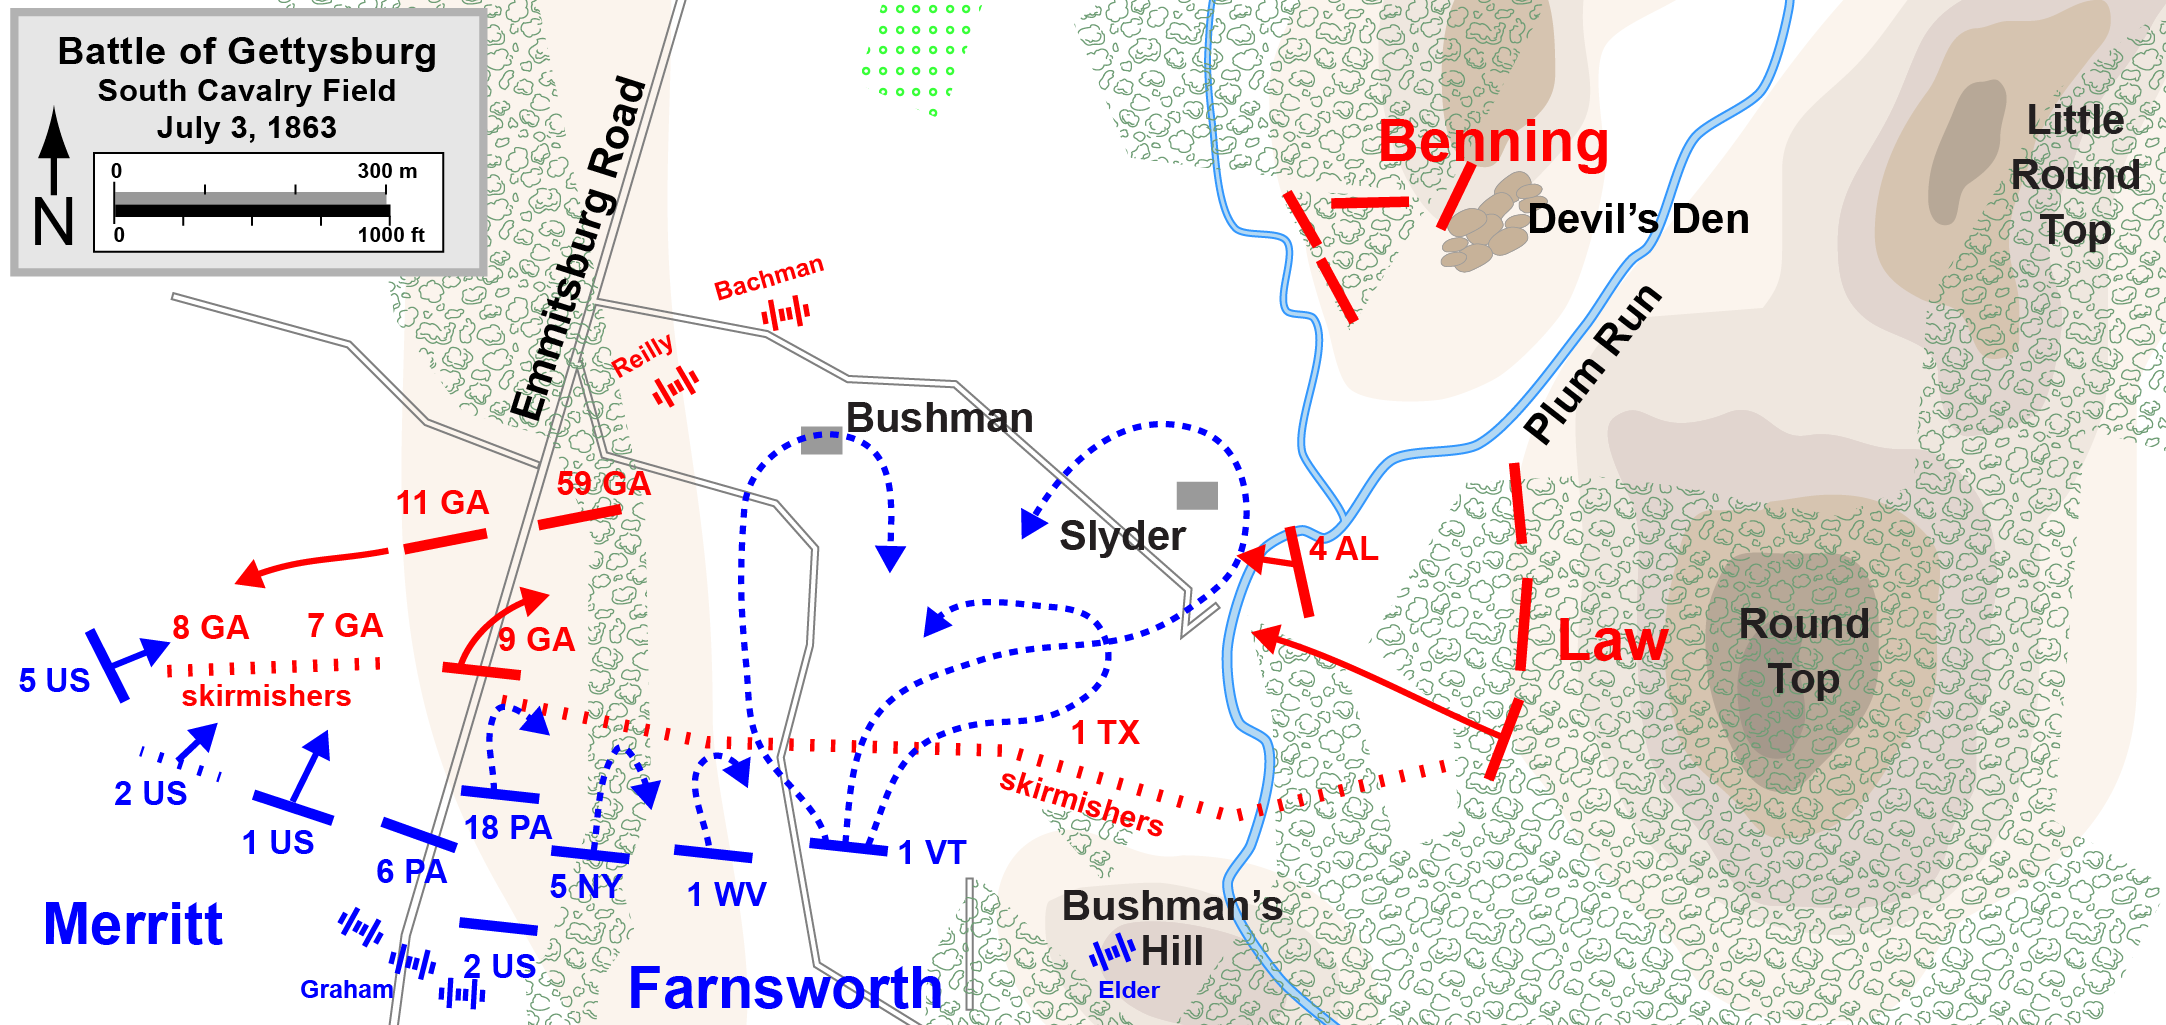 Battle of Gettysburg
South Cavalry Field
July 3, 1863
0
300 m
0
1000 ft
N
Emmitsburg Road
Little
Round
Top
Benning
Devil's Den
Bachman
Reilly
Plum Run
Bushman
11 GA
59 GA
Slyder
4 AL
8 GA
7 GA
9 GA
Law
Round
Top
5 US
skirmishers
1 TX
skirmishers
2 US
1 US
6 PA
18 PA
5 NY
1 WV
1 VT
Merritt
Bushman's
Hill
2 US
Graham
Farnsworth
Elder